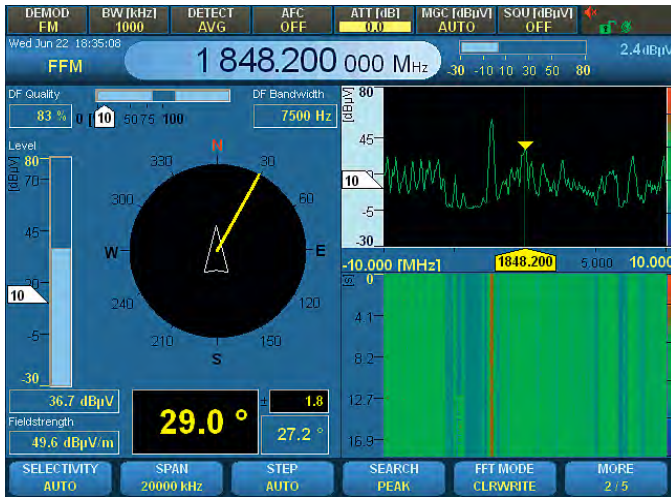 DEMOD BW [kHz] DETECT AFC ATT [dB] MGC [dBµV] SQU [dBµV]
FM 1000 AVG OFF 0.0 AUTO OFF
Wed Jun 22 18:35:08
FFM 1 848.200 000 MHz
-30 -10 10 30 50 80
2.4dBµV
DF Quality DF Bandwidth
83 % 0 10 50 75 100 7500 Hz
Level
[dBµV]
80
70
45
10
-5
-30
N
30
60
E
120
150
S
210
240
W
300
330
36.7 dBµV
Fieldstrength
49.6 dBµV/m
29.0 °
± 1.8
27.2 °
[dBµV]
80
45
10
-5
-30
-10.000 [MHz] 1848.200 5.000 10.000
[s]
0
4.1
8.2
12.7
16.9
SELECTIVITY SPAN STEP SEARCH FFT MODE MORE
AUTO 20000 kHz AUTO PEAK CLRWRITE 2 / 5